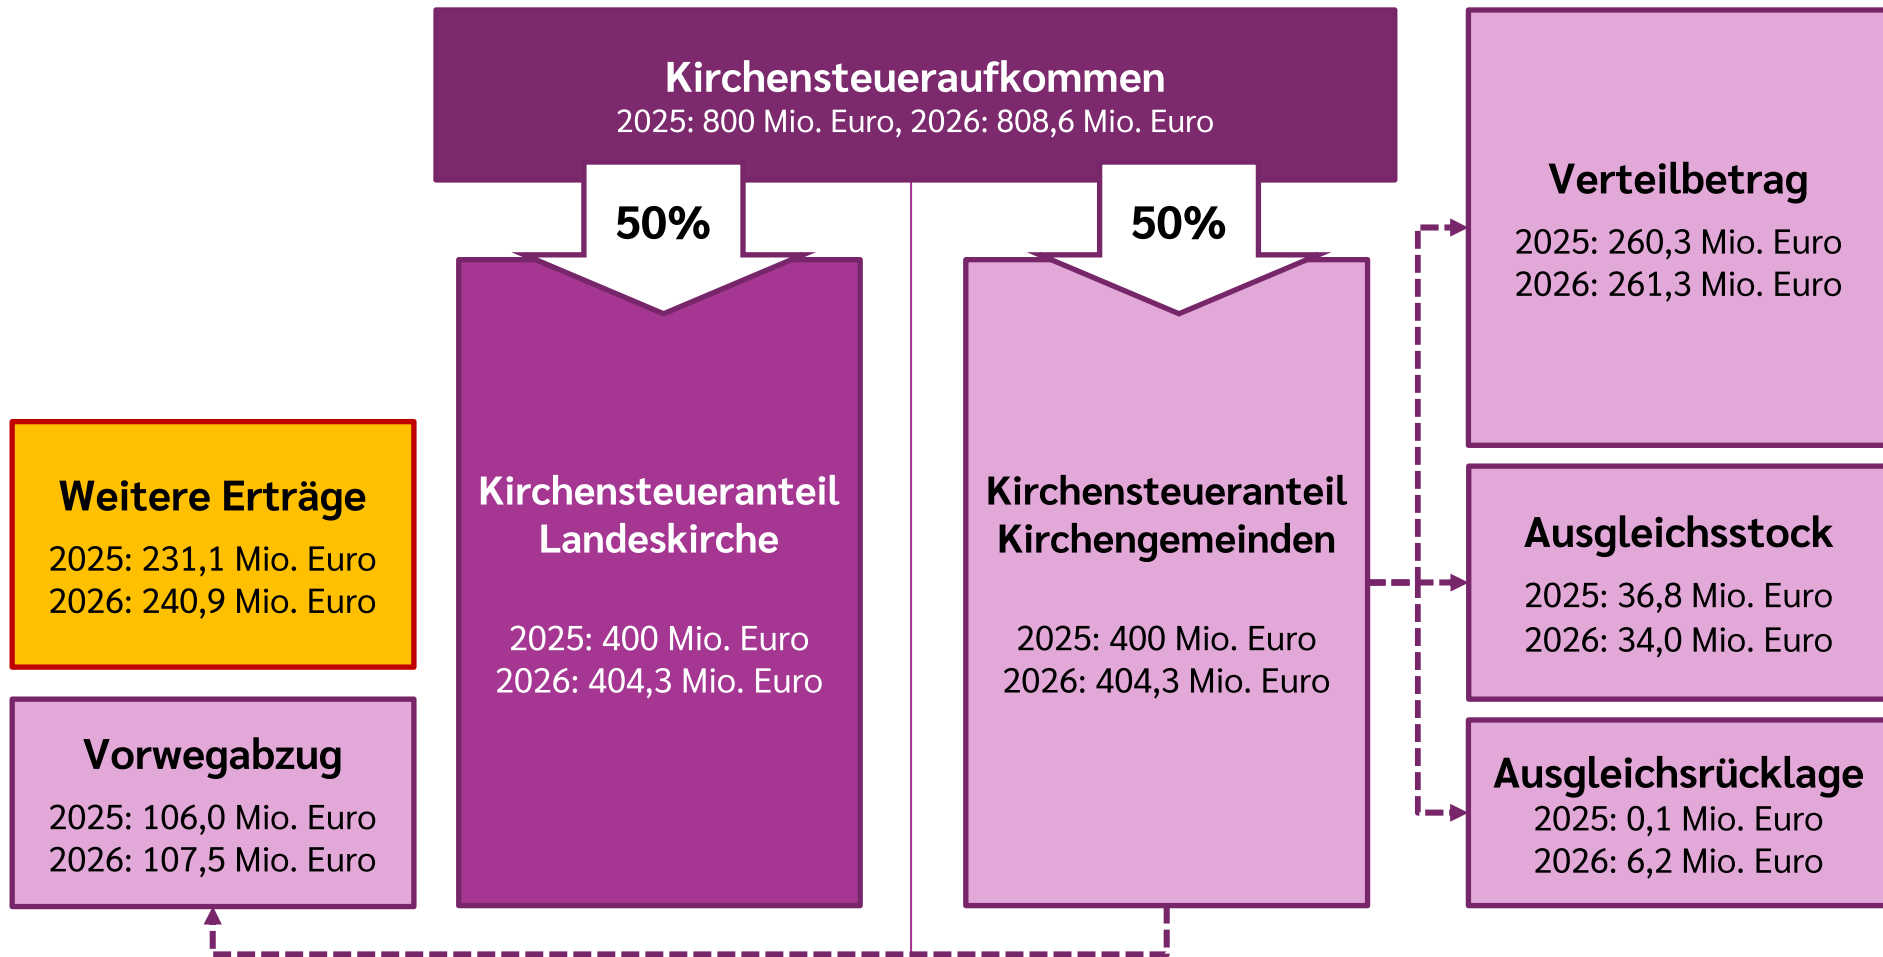 Kirchensteueraufkommen
2025: 800 Mio. Euro, 2026: 808,6 Mio. Euro
50%
50%
Weitere Erträge
2025: 231,1 Mio. Euro
2026: 240,9 Mio. Euro
Vorwegabzug
2025: 106,0 Mio. Euro
2026: 107,5 Mio. Euro
Kirchensteueranteil
Landeskirche
2025: 400 Mio. Euro
2026: 404,3 Mio. Euro
Kirchensteueranteil
Kirchengemeinden
2025: 400 Mio. Euro
2026: 404,3 Mio. Euro
Verteilbetrag
2025: 260,3 Mio. Euro
2026: 261,3 Mio. Euro
Ausgleichsstock
2025: 36,8 Mio. Euro
2026: 34,0 Mio. Euro
Ausgleichsrücklage
2025: 0,1 Mio. Euro
2026: 6,2 Mio. Euro